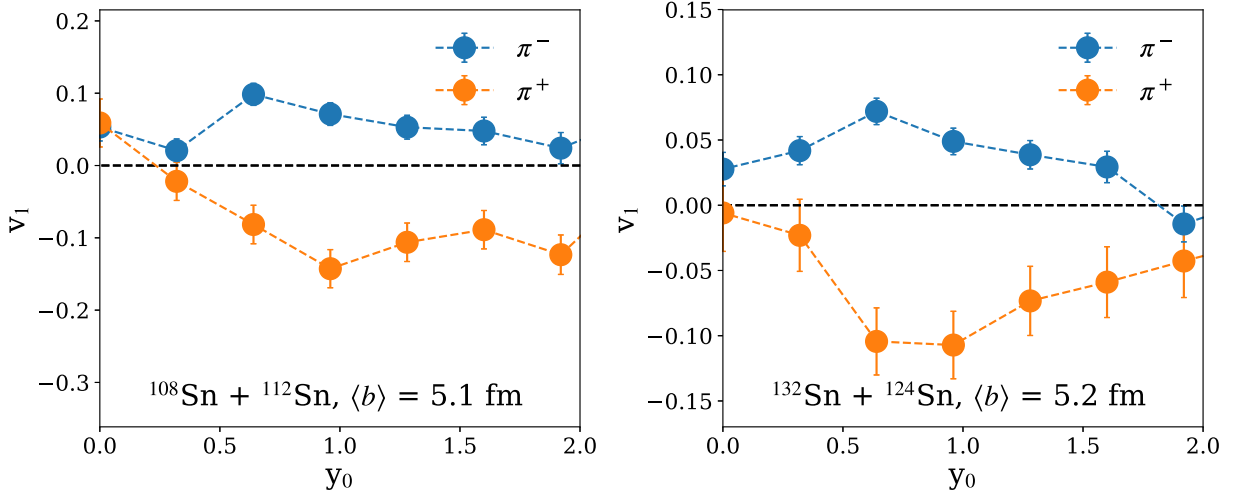 0.2
0.1
0.0
−0.1
−0.2
−0.3
v₁
π⁻
π⁺
¹⁰⁸Sn + ¹¹²Sn, ⟨b⟩ = 5.1 fm
0.0 0.5 1.0 1.5 2.0
y₀
0.15
0.10
0.05
0.00
−0.05
−0.10
−0.15
v₁
π⁻
π⁺
¹³²Sn + ¹²⁴Sn, ⟨b⟩ = 5.2 fm
0.0 0.5 1.0 1.5 2.0
y₀